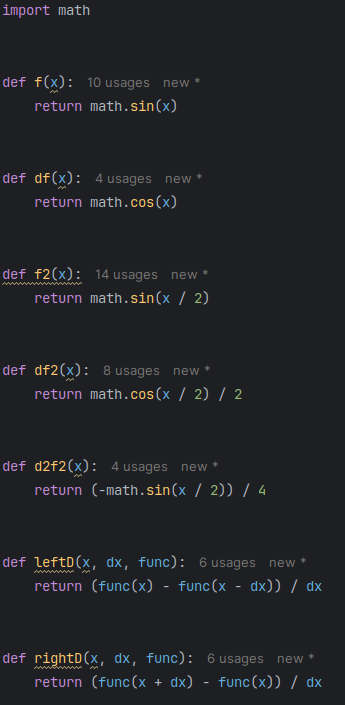 import math
def f(x): 10 usages new *
    return math.sin(x)
def df(x): 4 usages new *
    return math.cos(x)
def f2(x): 14 usages new *
    return math.sin(x / 2)
def df2(x): 8 usages new *
    return math.cos(x / 2) / 2
def d2f2(x): 4 usages new *
    return (-math.sin(x / 2)) / 4
def leftD(x, dx, func): 6 usages new *
    return (func(x) - func(x - dx)) / dx
def rightD(x, dx, func): 6 usages new *
    return (func(x + dx) - func(x)) / dx